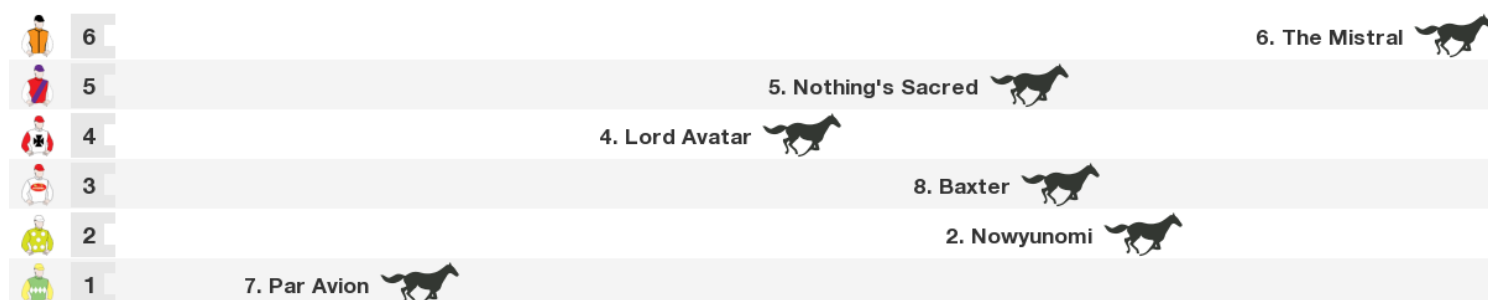 6 6. The Mistral
5 5. Nothing's Sacred
4 4. Lord Avatar
3 8. Baxter
2 2. Nowyunomi
1 7. Par Avion